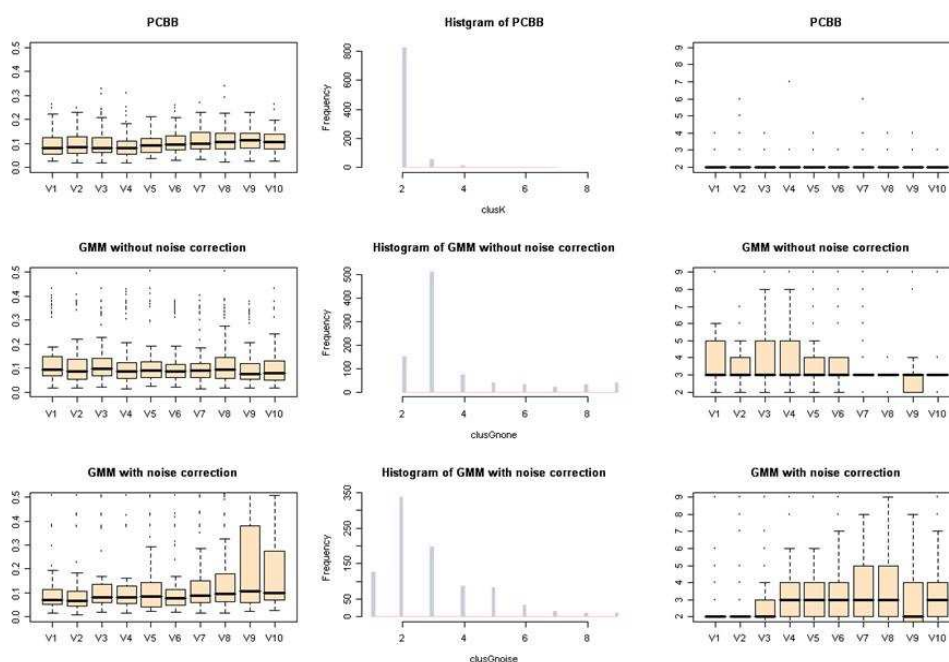 PCBB
0.0 0.1 0.2 0.3 0.4 0.5
V1 V2 V3 V4 V5 V6 V7 V8 V9 V10
Histgram of PCBB
Frequency
0 200 400 600 800
2 4 6 8
clusK
PCBB
2 3 4 5 6 7 8 9
V1 V2 V3 V4 V5 V6 V7 V8 V9 V10
GMM without noise correction
0.0 0.1 0.2 0.3 0.4 0.5
V1 V2 V3 V4 V5 V6 V7 V8 V9 V10
Histogram of GMM without noise correction
Frequency
0 100 200 300 400 500
2 4 6 8
clusGnone
GMM without noise correction
2 3 4 5 6 7 8 9
V1 V2 V3 V4 V5 V6 V7 V8 V9 V10
GMM with noise correction
0.0 0.1 0.2 0.3 0.4 0.5
V1 V2 V3 V4 V5 V6 V7 V8 V9 V10
Histogram of GMM with noise correction
Frequency
0 50 150 250 350
2 4 6 8
clusGnoise
GMM with noise correction
2 3 4 5 6 7 8 9
V1 V2 V3 V4 V5 V6 V7 V8 V9 V10